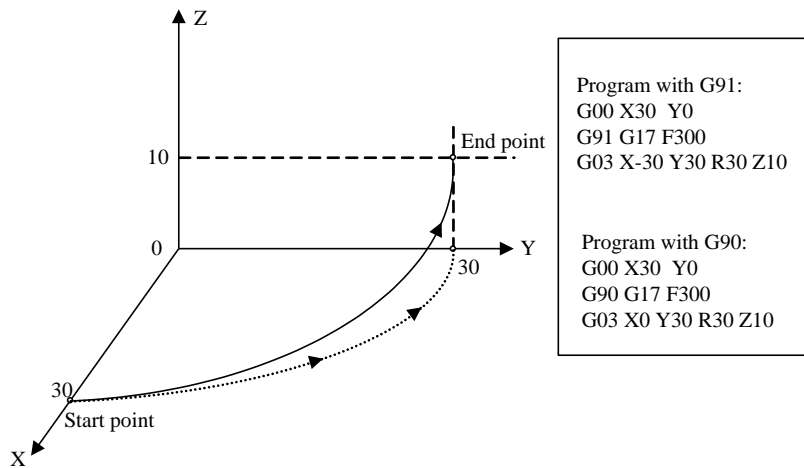 Z
End point
10
0
Y
30
30
Start point
X
Program with G91:
G00 X30 Y0
G91 G17 F300
G03 X-30 Y30 R30 Z10
Program with G90:
G00 X30 Y0
G90 G17 F300
G03 X0 Y30 R30 Z10